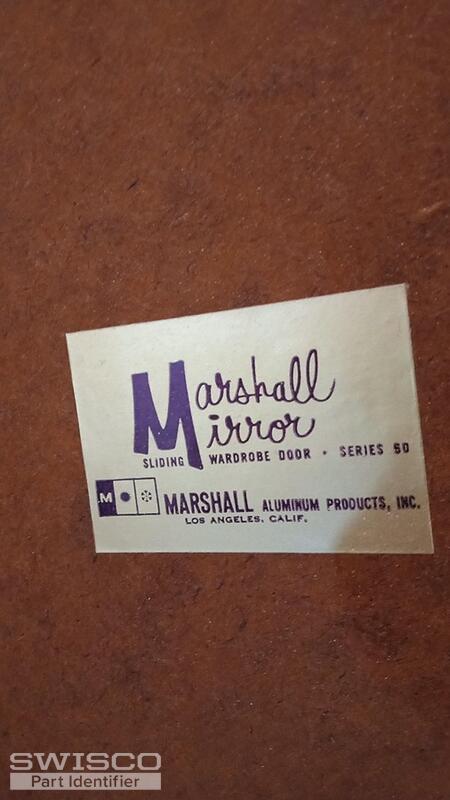 Marshall
Mirror
SLIDING WARDROBE DOOR • SERIES 50
M
MARSHALL ALUMINUM PRODUCTS, INC.
LOS ANGELES, CALIF.
SWISCO
Part Identifier